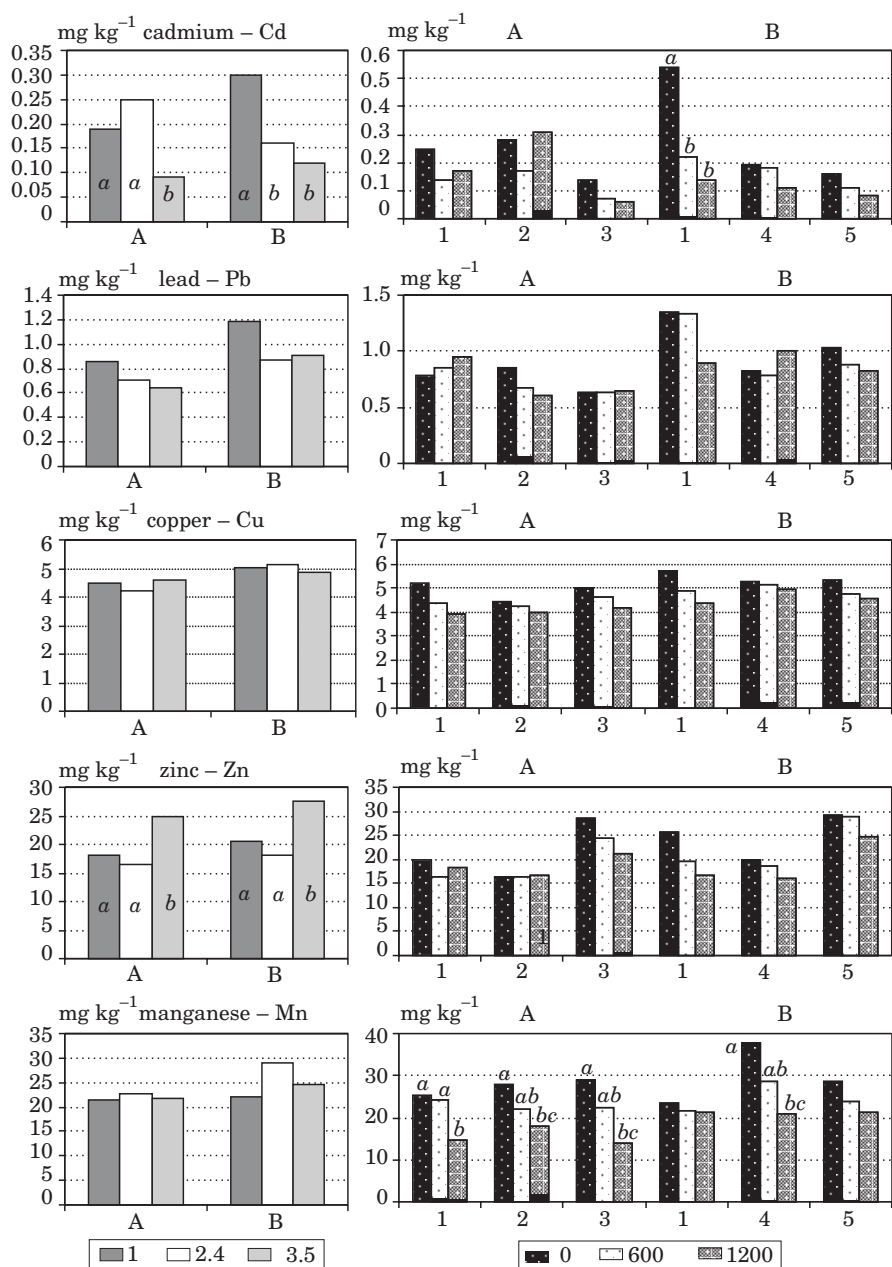 mg kg⁻¹ cadmium – Cd
0.35
0.30
0.25
0.20
0.15
0.10
0.05
0
a a b a b b
A B
mg kg⁻¹ A B
0.6
0.5
0.4
0.3
0.2
0.1
0
a b b
1 2 3 1 4 5
mg kg⁻¹ lead – Pb
1.4
1.2
1.0
0.8
0.6
0.4
0.2
0
A B
mg kg⁻¹
1.5
1.0
0.5
0
1 2 3 1 4 5
mg kg⁻¹ copper – Cu
6
5
4
3
2
1
0
A B
mg kg⁻¹ A B
7
6
5
4
3
2
1
0
1 2 3 1 4 5
mg kg⁻¹ zinc – Zn
30
25
20
15
10
5
0
a a b a a b
A B
mg kg⁻¹ A B
35
30
25
20
15
10
5
0
1
1 2 3 1 4 5
mg kg⁻¹ manganese – Mn
35
30
25
20
15
10
5
0
A B
mg kg⁻¹ A B
40
30
20
10
0
a a b a ab bc a ab bc a ab bc
1 2 3 1 4 5
1 2.4 3.5
0 600 1200